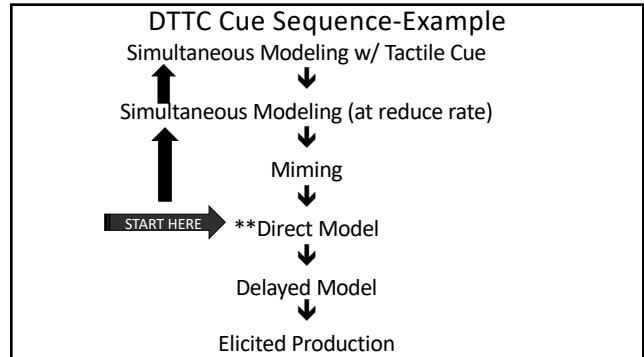 DTTC Cue Sequence-Example
Simultaneous Modeling w/ Tactile Cue
Simultaneous Modeling (at reduce rate)
Miming
START HERE
**Direct Model
Delayed Model
Elicited Production